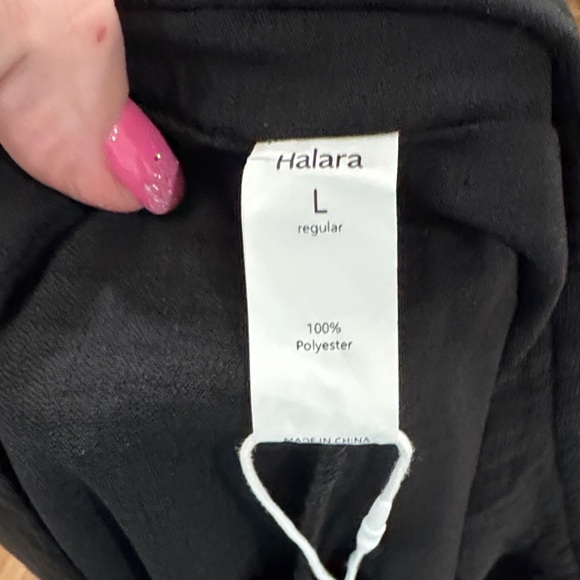 Halara
L
regular
100%
Polyester
MADE IN CHINA